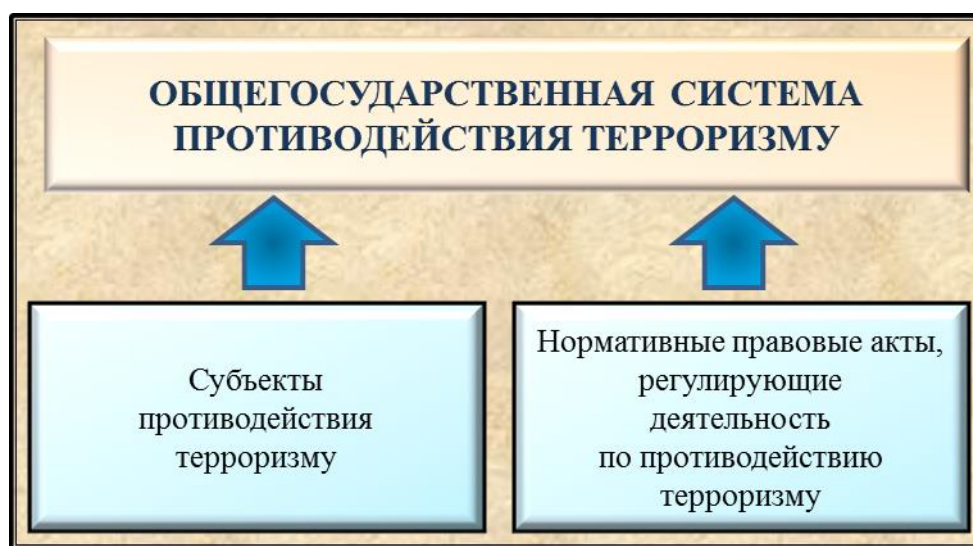 ОБЩЕГОСУДАРСТВЕННАЯ СИСТЕМА
ПРОТИВОДЕЙСТВИЯ ТЕРРОРИЗМУ
Субъекты
противодействия
терроризму
Нормативные правовые акты,
регулирующие
деятельность
по противодействию
терроризму